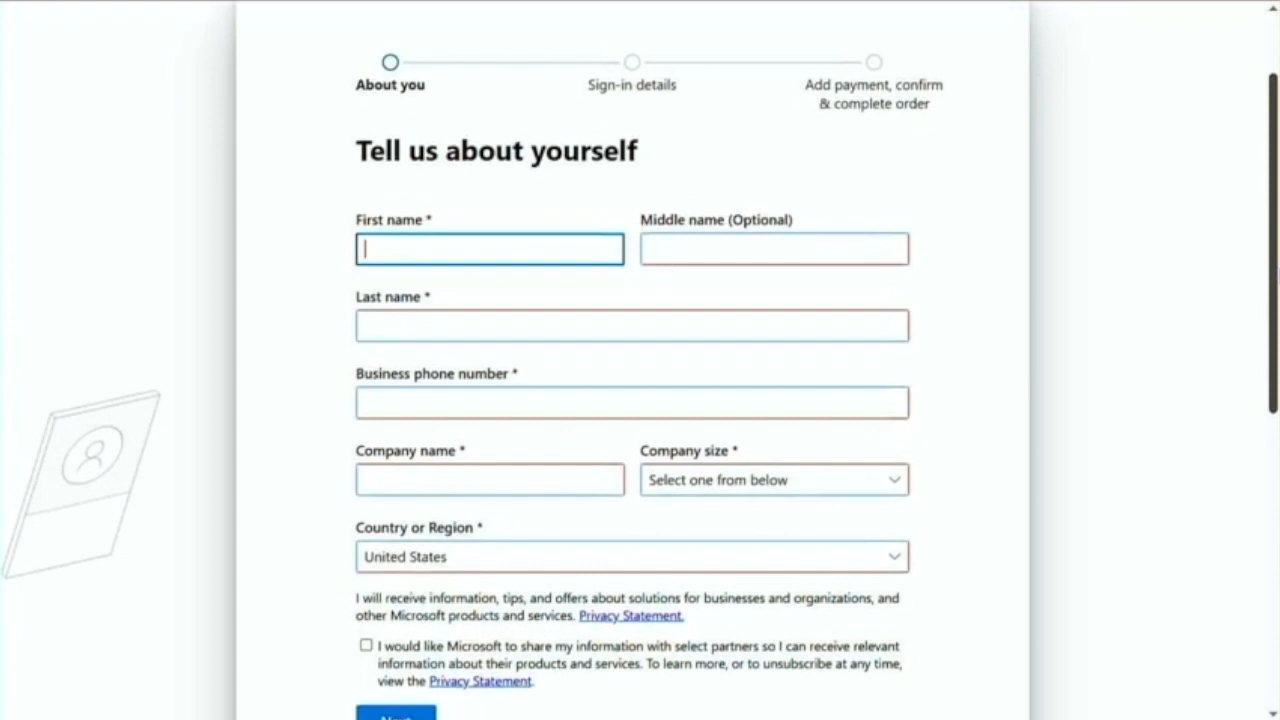 About you
Sign-in details
Add payment, confirm
& complete order
Tell us about yourself
First name *
Middle name (Optional)
Last name *
Business phone number *
Company name *
Company size *
Select one from below
Country or Region *
United States
I will receive information, tips, and offers about solutions for businesses and organizations, and
other Microsoft products and services. Privacy Statement.
I would like Microsoft to share my information with select partners so I can receive relevant
information about their products and services. To learn more, or to unsubscribe at any time,
view the Privacy Statement.
Next